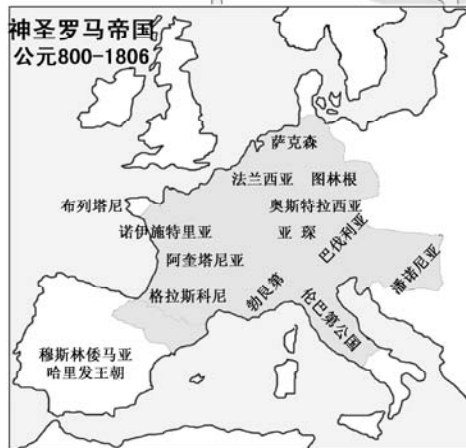 神圣罗马帝国
公元800-1806
萨克森
法兰西亚 图林根
布列塔尼
奥斯特拉西亚
诺伊施特里亚
亚琛
巴伐利亚
阿奎塔尼亚
潘诺尼亚
格拉斯科尼
勃艮第
伦巴第公国
穆斯林倭马亚
哈里发王朝